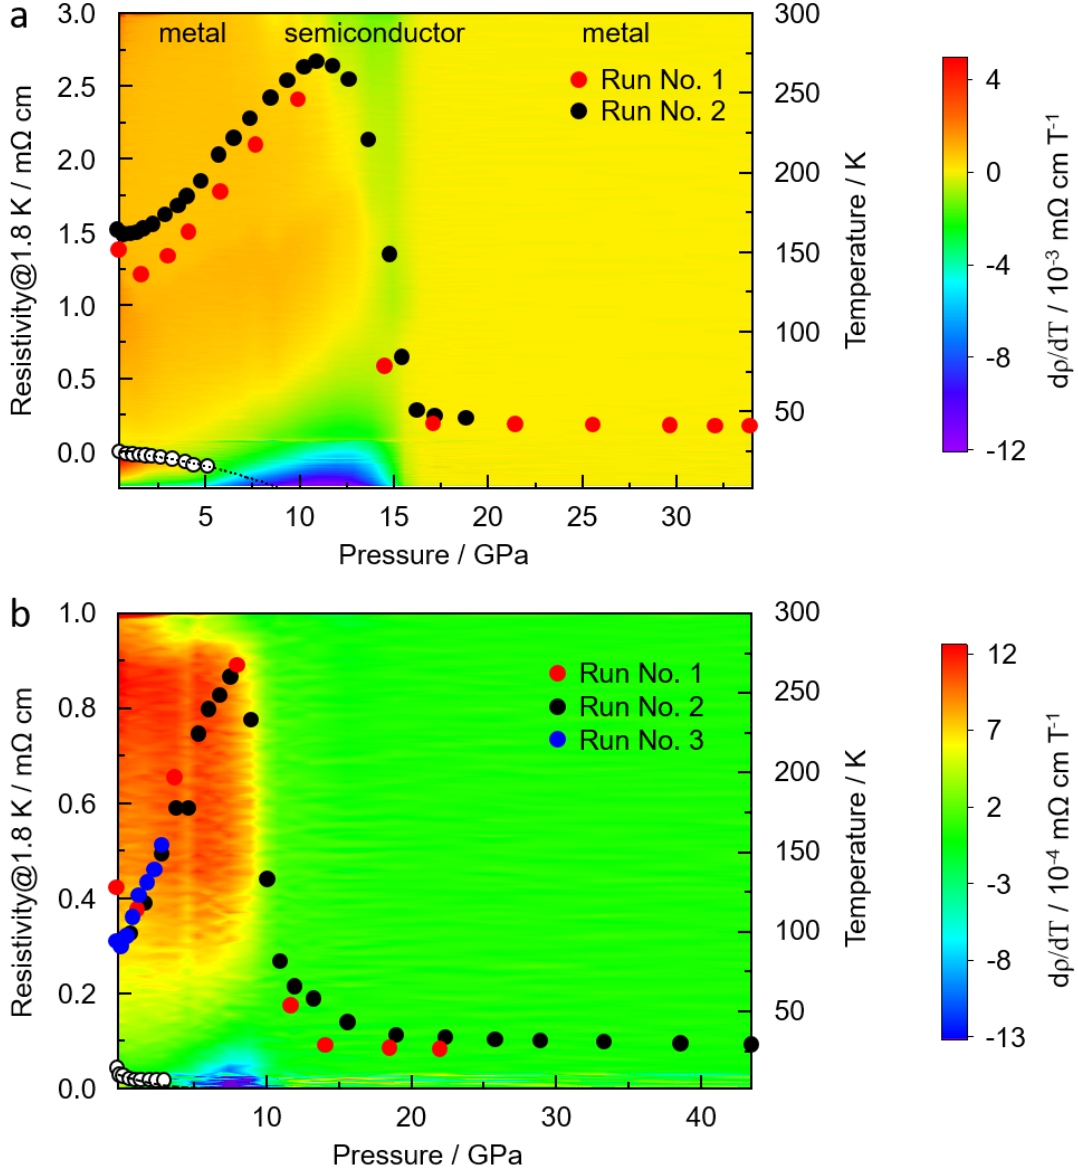 a
metal semiconductor metal
Run No. 1
Run No. 2
3.0
2.5
2.0
1.5
1.0
0.5
0.0
Resistivity@1.8 K / mΩ cm
5 10 15 20 25 30
Pressure / GPa
300
250
200
150
100
50
Temperature / K
4
0
-4
-8
-12
dρ/dT / 10⁻³ mΩ cm T⁻¹
b
Run No. 1
Run No. 2
Run No. 3
1.0
0.8
0.6
0.4
0.2
0.0
Resistivity@1.8 K / mΩ cm
10 20 30 40
Pressure / GPa
300
250
200
150
100
50
Temperature / K
12
7
2
-3
-8
-13
dρ/dT / 10⁻⁴ mΩ cm T⁻¹